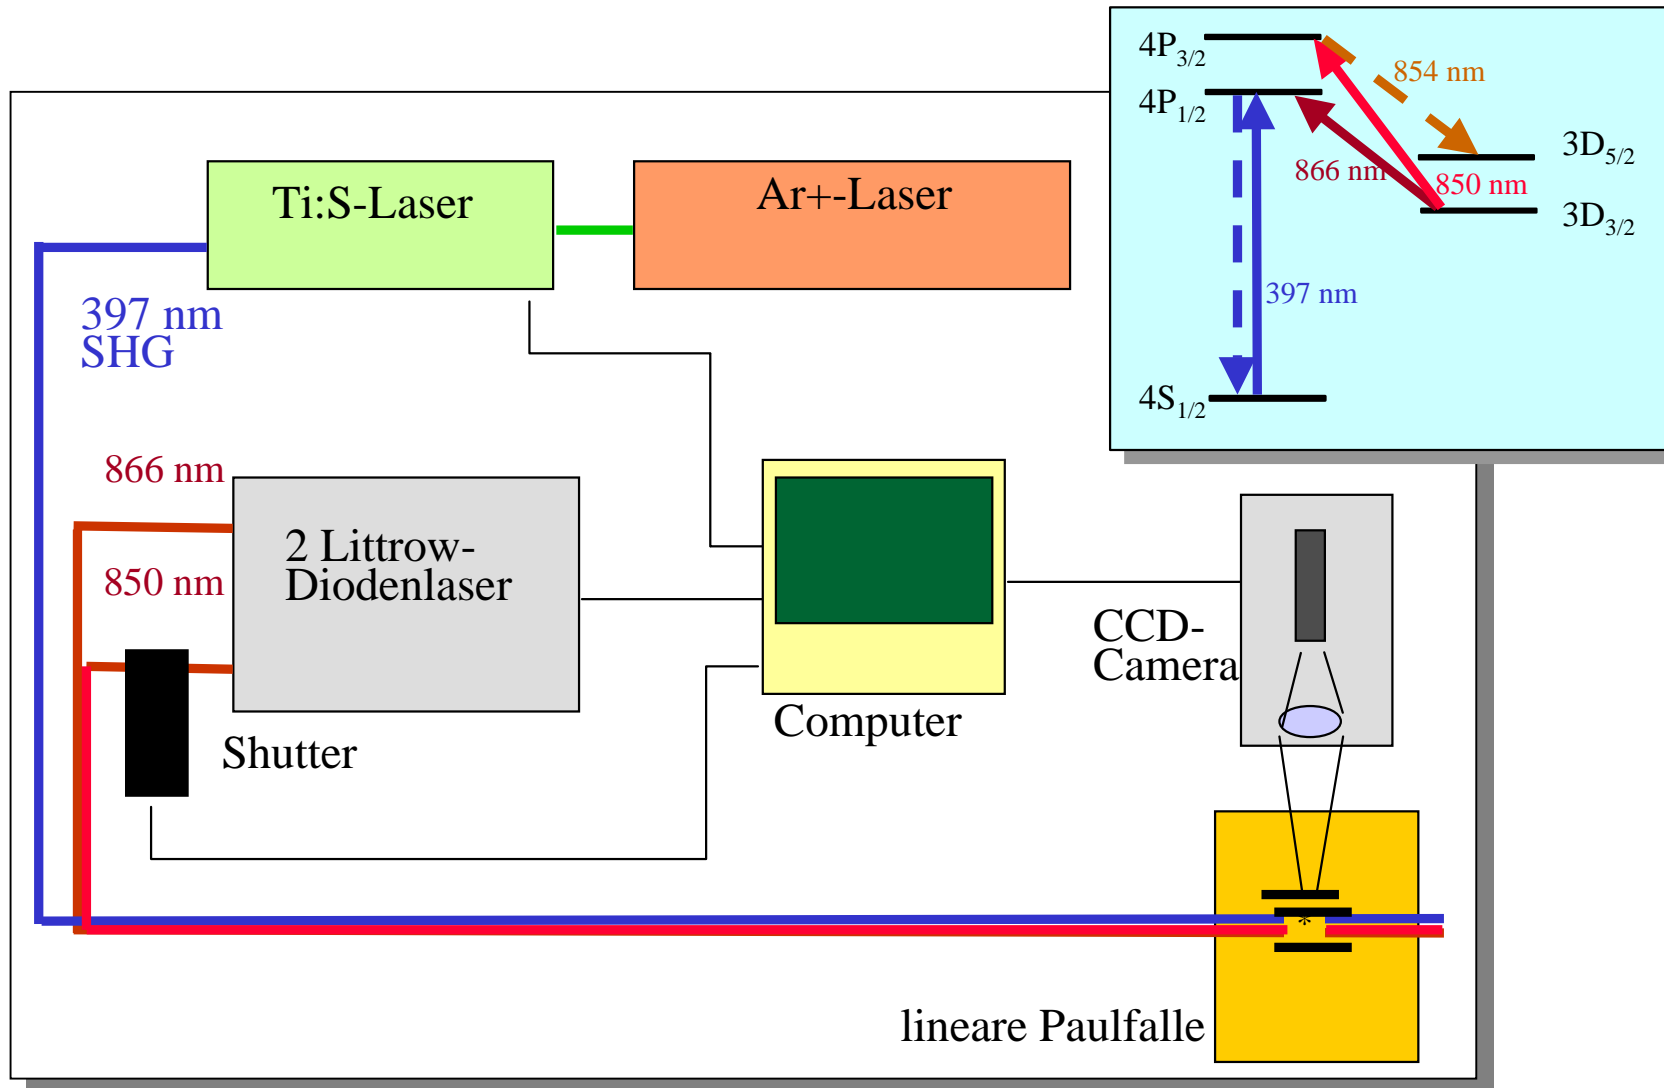 4P3/2
854 nm
4P1/2
3D5/2
866 nm
850 nm
3D3/2
397 nm
4S1/2
Ti:S-Laser
Ar+-Laser
397 nm
SHG
866 nm
850 nm
2 Littrow-
Diodenlaser
Shutter
Computer
CCD-
Camera
*
lineare Paulfalle